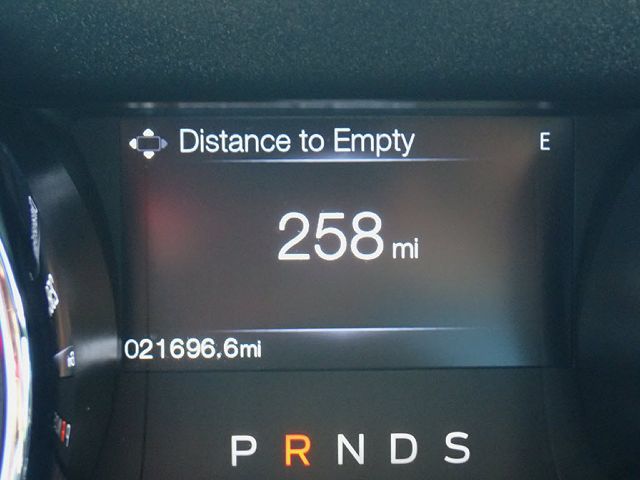 Distance to Empty E
258 mi
021696.6mi
P R N D S